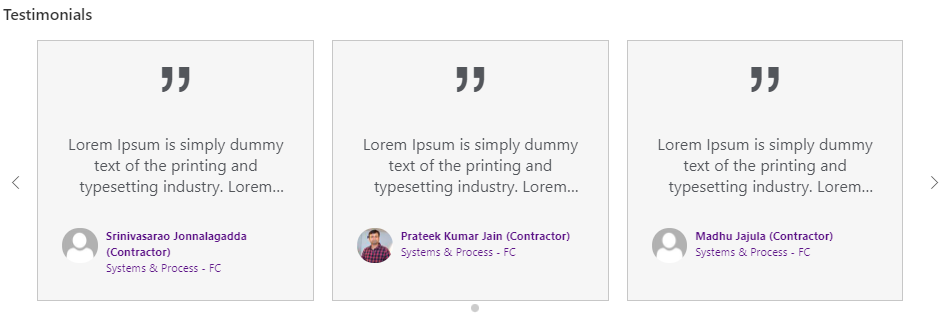 Testimonials
”
Lorem Ipsum is simply dummy
text of the printing and
typesetting industry. Lorem...
Srinivasarao Jonnalagadda
(Contractor)
Systems & Process - FC
”
Lorem Ipsum is simply dummy
text of the printing and
typesetting industry. Lorem...
Prateek Kumar Jain (Contractor)
Systems & Process - FC
”
Lorem Ipsum is simply dummy
text of the printing and
typesetting industry. Lorem...
Madhu Jajula (Contractor)
Systems & Process - FC